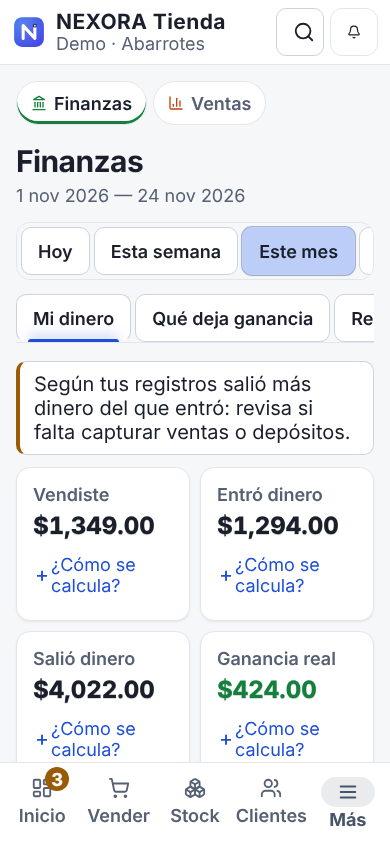 N
NEXORA Tienda
Demo · Abarrotes
Finanzas
Ventas
Finanzas
1 nov 2026 — 24 nov 2026
Hoy
Esta semana
Este mes
Mi dinero
Qué deja ganancia
Re
Según tus registros salió más
dinero del que entró: revisa si
falta capturar ventas o depósitos.
Vendiste
$1,349.00
+ ¿Cómo se
calcula?
Entró dinero
$1,294.00
+ ¿Cómo se
calcula?
Salió dinero
$4,022.00
+ ¿Cómo se
calcula?
Ganancia real
$424.00
+ ¿Cómo se
calcula?
3
Inicio
Vender
Stock
Clientes
Más